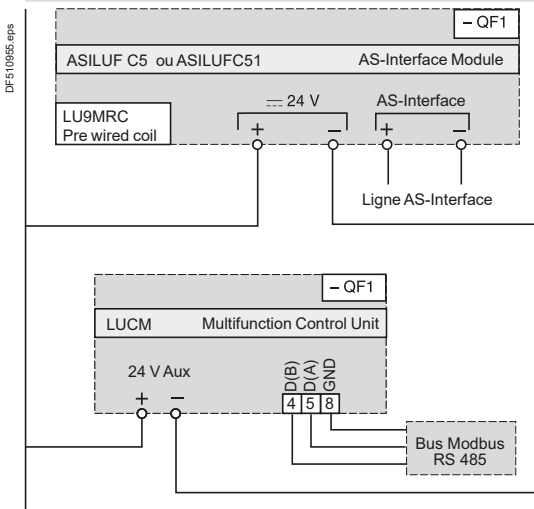 DF510955.eps
– QF1
ASILUF C5 ou ASILUFC51 AS-Interface Module
LU9MRC
Pre wired coil
⎓ 24 V
AS-Interface
+ – + –
Ligne AS-Interface
– QF1
LUCM Multifunction Control Unit
24 V Aux
+ –
D(B)
D(A)
GND
4 5 8
Bus Modbus
RS 485